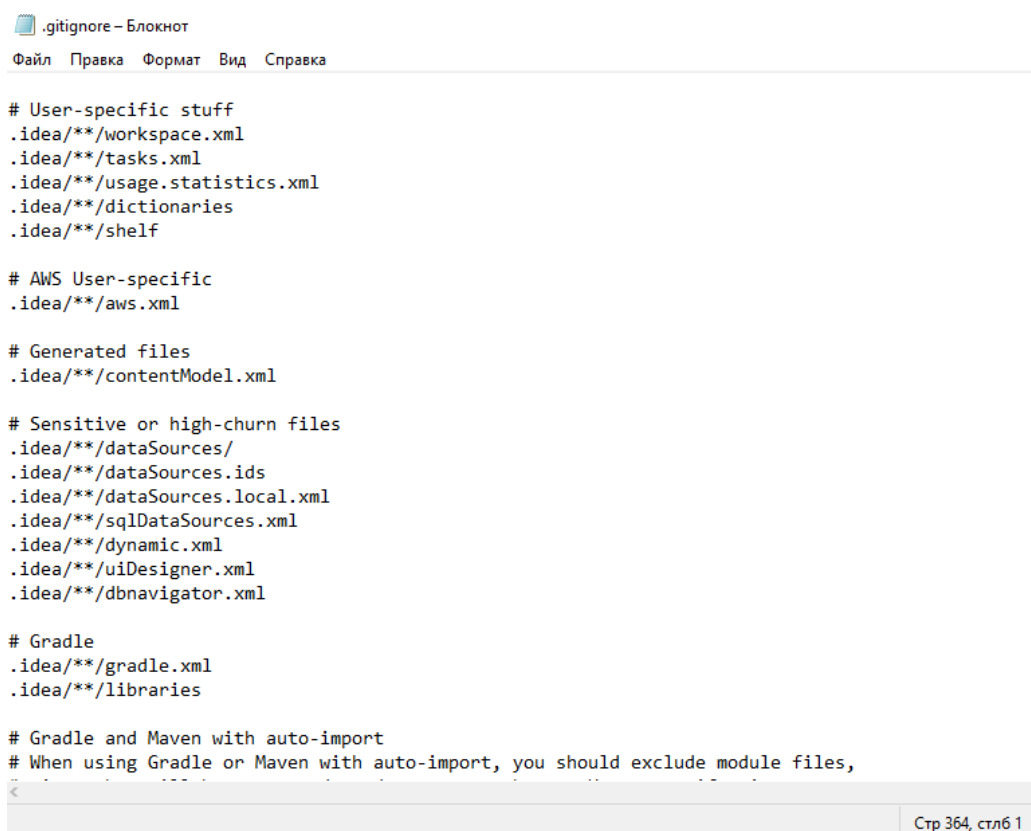 .gitignore – Блокнот
Файл Правка Формат Вид Справка
# User-specific stuff
.idea/**/workspace.xml
.idea/**/tasks.xml
.idea/**/usage.statistics.xml
.idea/**/dictionaries
.idea/**/shelf
# AWS User-specific
.idea/**/aws.xml
# Generated files
.idea/**/contentModel.xml
# Sensitive or high-churn files
.idea/**/dataSources/
.idea/**/dataSources.ids
.idea/**/dataSources.local.xml
.idea/**/sqlDataSources.xml
.idea/**/dynamic.xml
.idea/**/uiDesigner.xml
.idea/**/dbnavigator.xml
# Gradle
.idea/**/gradle.xml
.idea/**/libraries
# Gradle and Maven with auto-import
# When using Gradle or Maven with auto-import, you should exclude module files,
Стр 364, стлб 1